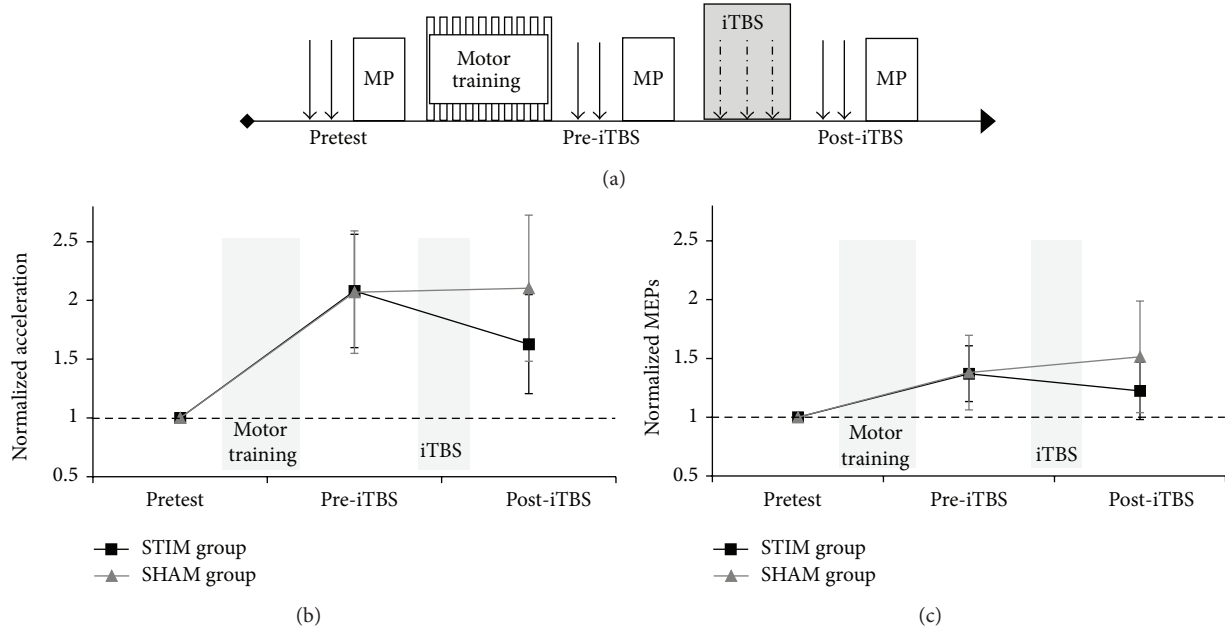 iTBS
MP
Motor
training
MP
MP
Pretest
Pre-iTBS
Post-iTBS
(a)
Normalized acceleration
2.5
2
1.5
1
0.5
Motor
training
iTBS
Pretest
Pre-iTBS
Post-iTBS
STIM group
SHAM group
(b)
Normalized MEPs
2.5
2
1.5
1
0.5
Motor
training
iTBS
Pretest
Pre-iTBS
Post-iTBS
STIM group
SHAM group
(c)